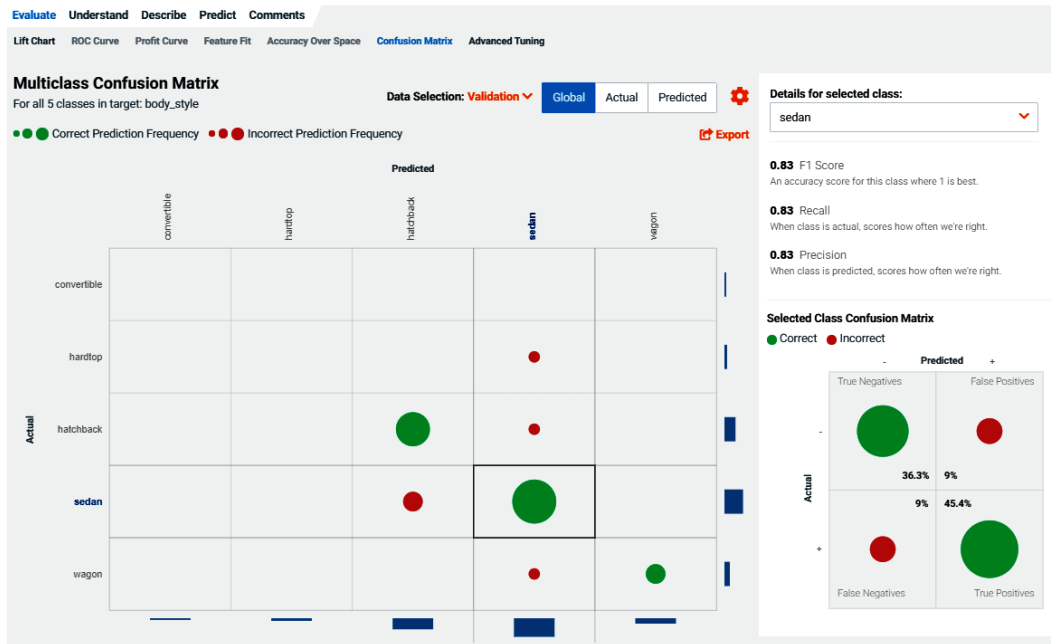 Evaluate Understand Describe Predict Comments
Lift Chart ROC Curve Profit Curve Feature Fit Accuracy Over Space Confusion Matrix Advanced Tuning
Multiclass Confusion Matrix
For all 5 classes in target: body_style
Data Selection: Validation Global Actual Predicted
Correct Prediction Frequency Incorrect Prediction Frequency
Export
Predicted
convertible hardtop hatchback sedan wagon
Actual
convertible
hardtop
hatchback
sedan
wagon
Details for selected class:
sedan
0.83 F1 Score
An accuracy score for this class where 1 is best.
0.83 Recall
When class is actual, scores how often we're right.
0.83 Precision
When class is predicted, scores how often we're right.
Selected Class Confusion Matrix
Correct Incorrect
- Predicted +
True Negatives False Positives
-
36.3% 9%
Actual
9% 45.4%
+
False Negatives True Positives